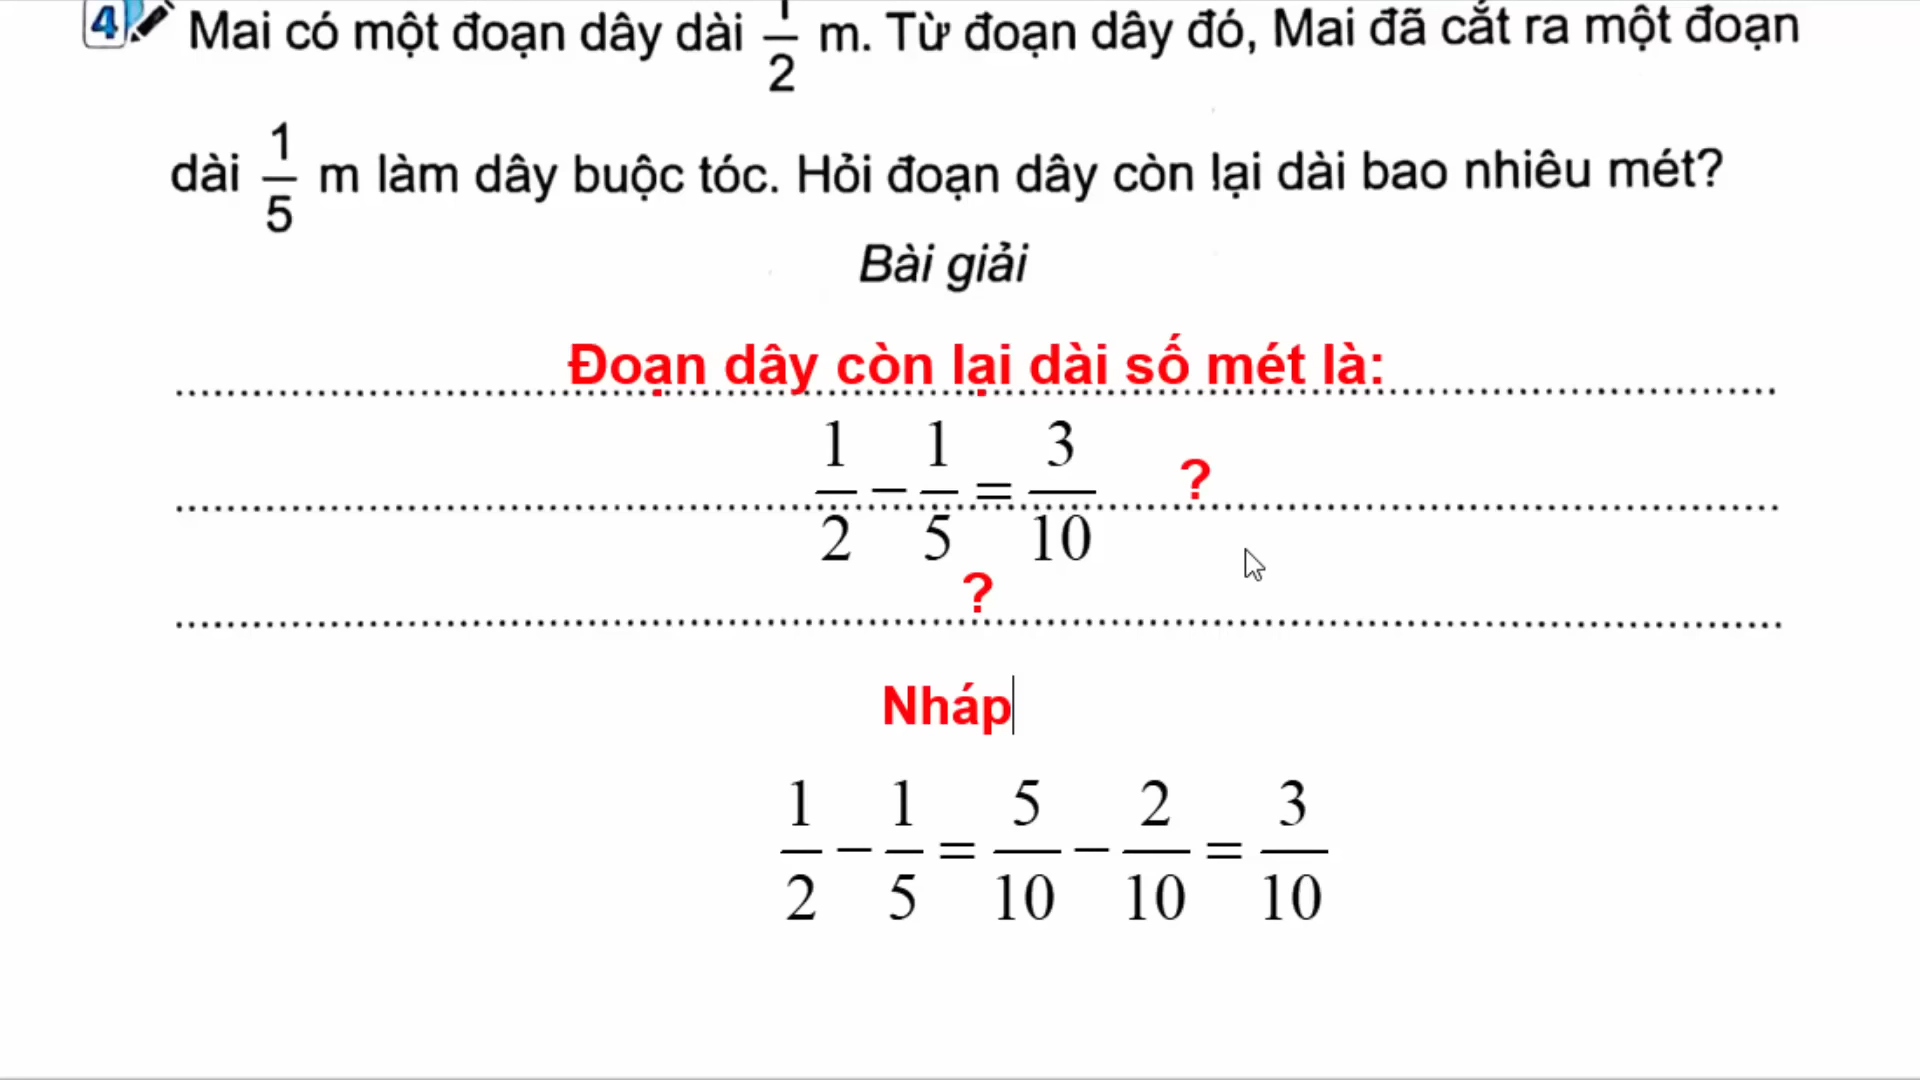 4 Mai có một đoạn dây dài 1/2 m. Từ đoạn dây đó, Mai đã cắt ra một đoạn
dài 1/5 m làm dây buộc tóc. Hỏi đoạn dây còn lại dài bao nhiêu mét?
Bài giải
Đoạn dây còn lại dài số mét là:
1/2 − 1/5 = 3/10 ?
?
Nháp
1/2 − 1/5 = 5/10 − 2/10 = 3/10